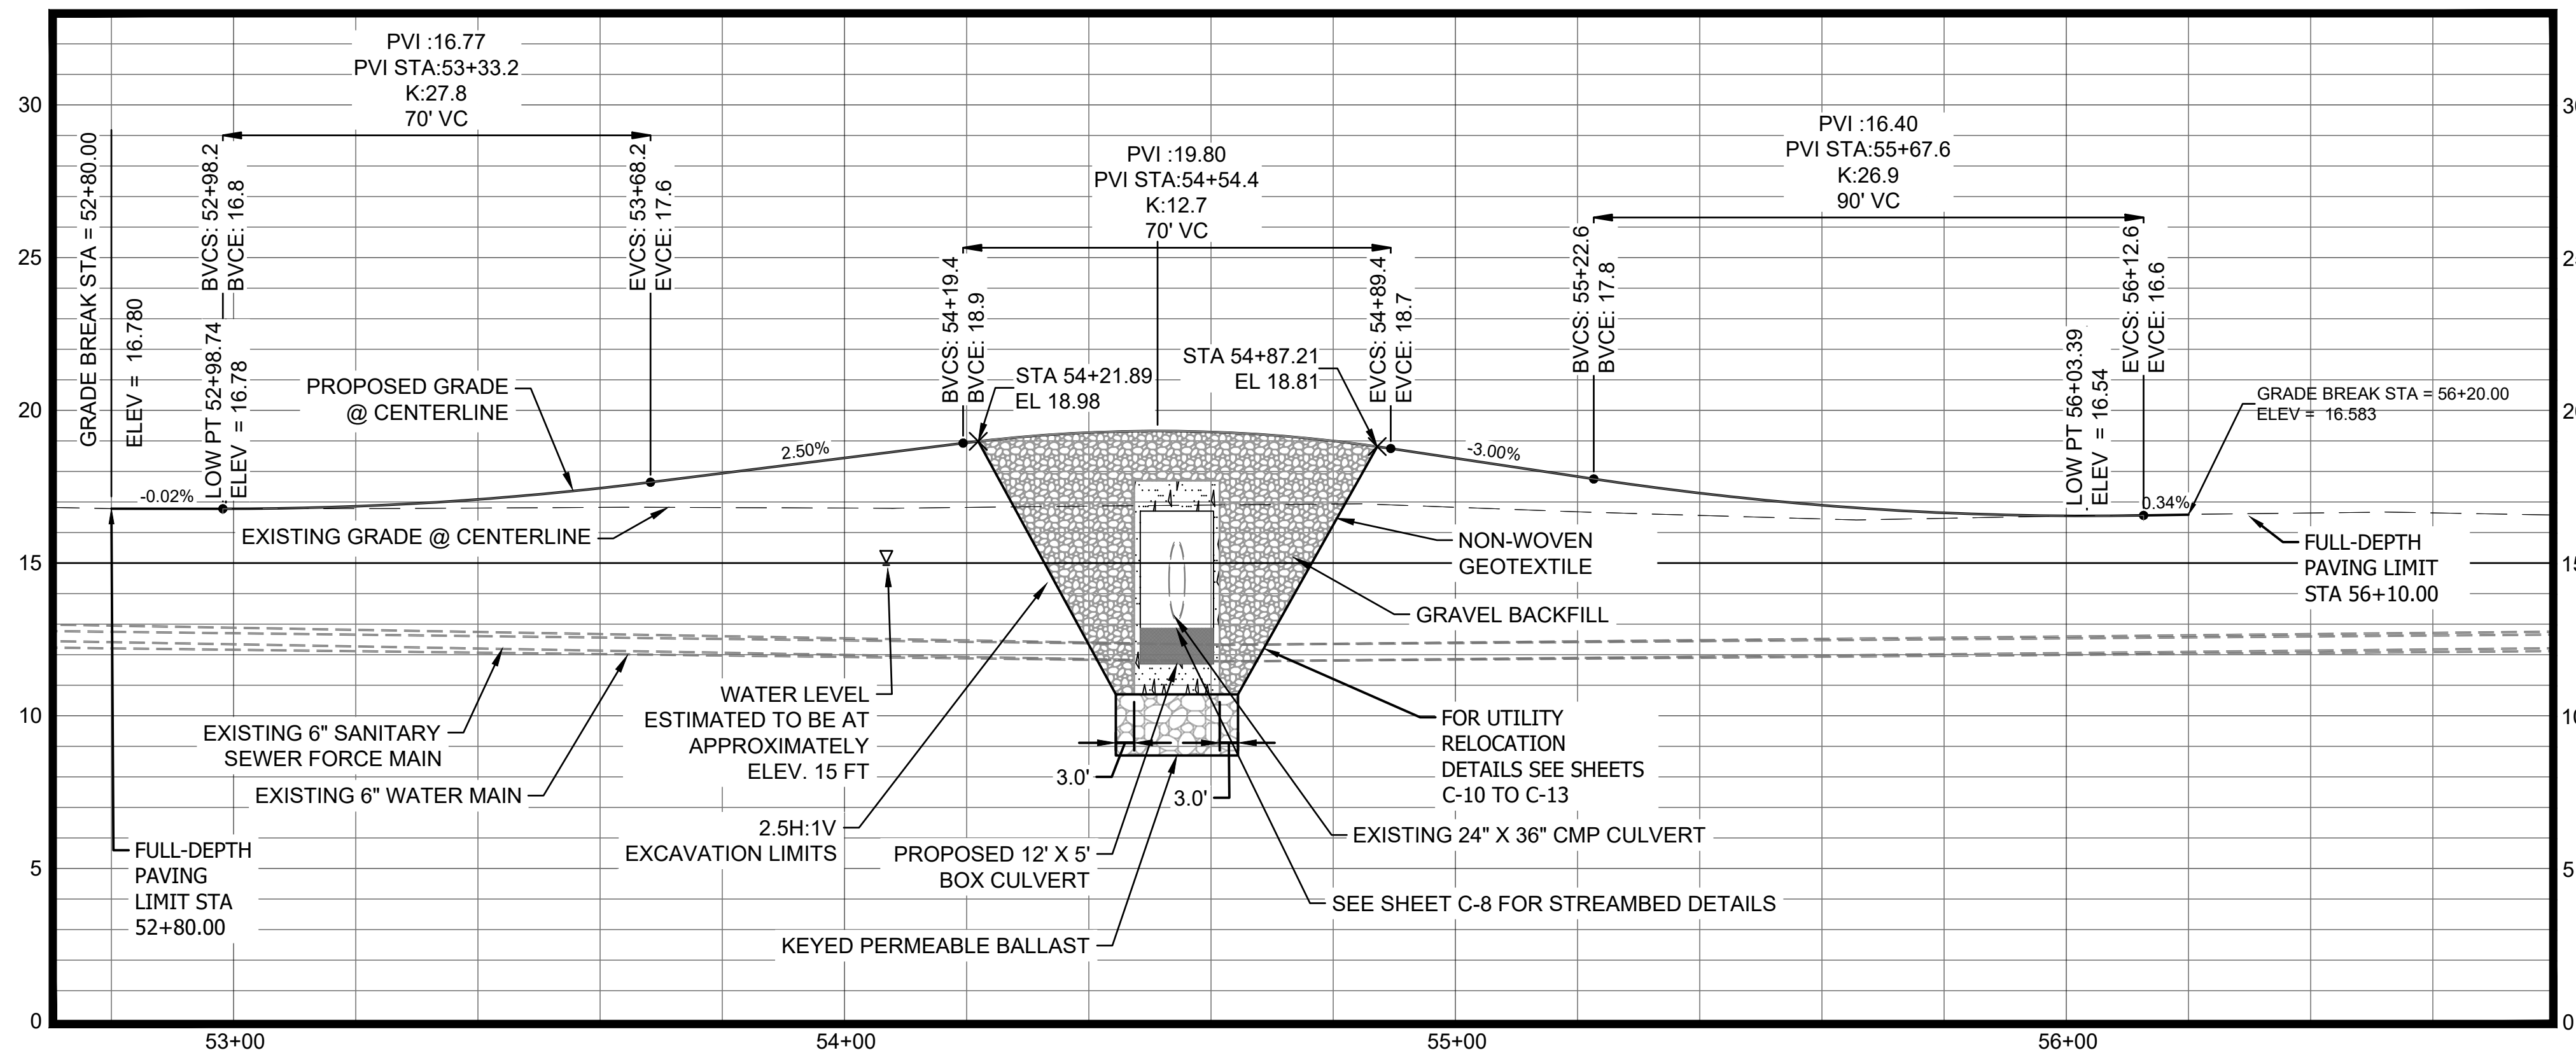 PVI :16.77
PVI STA:53+33.2
K:27.8
70' VC
PVI :19.80
PVI STA:54+54.4
K:12.7
70' VC
PVI :16.40
PVI STA:55+67.6
K:26.9
90' VC
30
25
20
15
10
5
0
GRADE BREAK STA = 52+80.00
ELEV = 16.780
BVCS: 52+98.2
BVCE: 16.8
LOW PT 52+98.74
ELEV = 16.78
EVCS: 53+68.2
EVCE: 17.6
BVCS: 54+19.4
BVCE: 18.9
STA 54+21.89
EL 18.98
STA 54+87.21
EL 18.81
EVCS: 54+89.4
EVCE: 18.7
BVCS: 55+22.6
BVCE: 17.8
LOW PT 56+03.39
ELEV = 16.54
EVCS: 56+12.6
EVCE: 16.6
GRADE BREAK STA = 56+20.00
ELEV = 16.583
PROPOSED GRADE
@ CENTERLINE
-0.02%
2.50%
-3.00%
0.34%
EXISTING GRADE @ CENTERLINE
NON-WOVEN
GEOTEXTILE
GRAVEL BACKFILL
FULL-DEPTH
PAVING LIMIT
STA 56+10.00
WATER LEVEL
ESTIMATED TO BE AT
APPROXIMATELY
ELEV. 15 FT
EXISTING 6" SANITARY
SEWER FORCE MAIN
EXISTING 6" WATER MAIN
FOR UTILITY
RELOCATION
DETAILS SEE SHEETS
C-10 TO C-13
3.0'
3.0'
2.5H:1V
EXCAVATION LIMITS
PROPOSED 12' X 5'
BOX CULVERT
EXISTING 24" X 36" CMP CULVERT
SEE SHEET C-8 FOR STREAMBED DETAILS
KEYED PERMEABLE BALLAST
FULL-DEPTH
PAVING
LIMIT STA
52+80.00
5
0
53+00
54+00
55+00
56+00